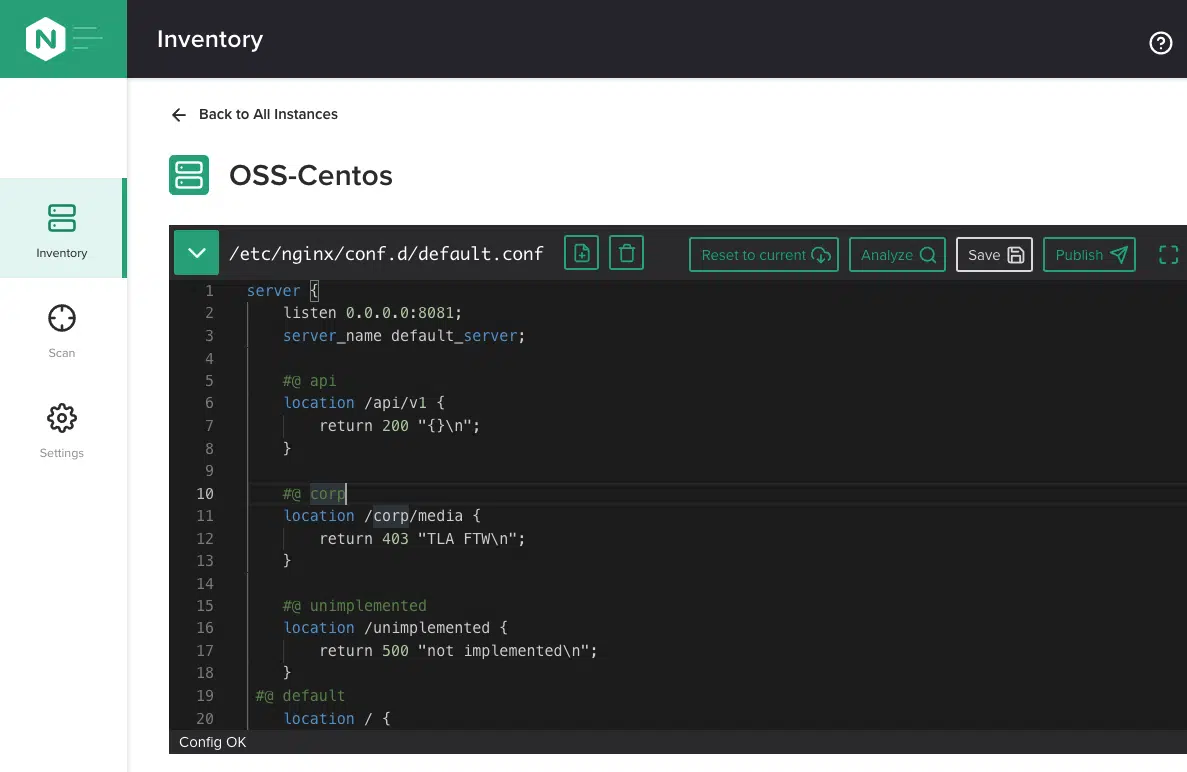 N
Inventory
Back to All Instances
OSS-Centos
Inventory
Scan
Settings
/etc/nginx/conf.d/default.conf
Reset to current
Analyze
Save
Publish
1 server {
2     listen 0.0.0.0:8081;
3     server_name default_server;
4
5     #@ api
6     location /api/v1 {
7         return 200 "{}\n";
8     }
9
10     #@ corp
11     location /corp/media {
12         return 403 "TLA FTW\n";
13     }
14
15     #@ unimplemented
16     location /unimplemented {
17         return 500 "not implemented\n";
18     }
19  #@ default
20     location / {
Config OK